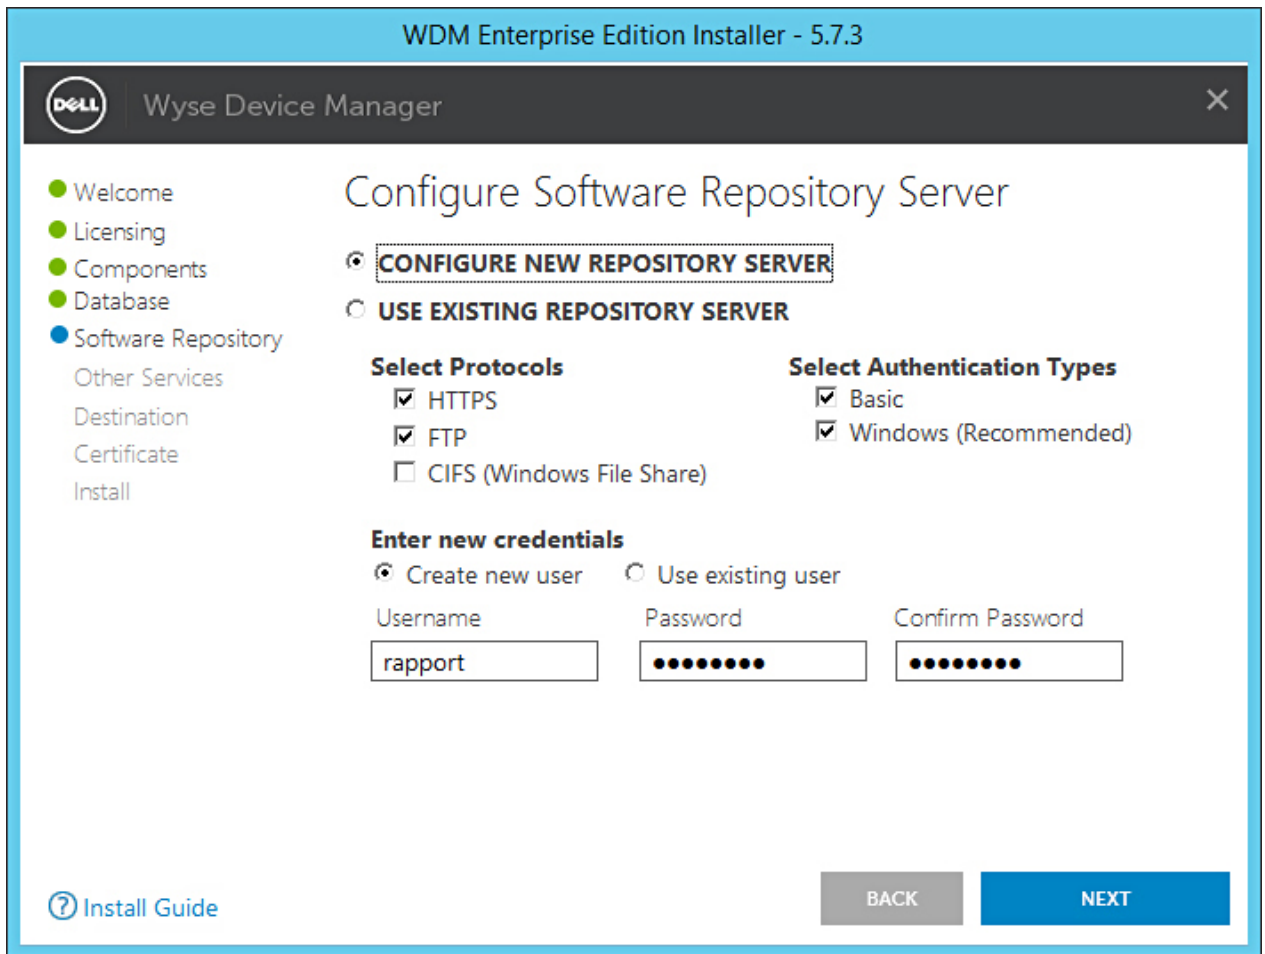 WDM Enterprise Edition Installer - 5.7.3
DELL Wyse Device Manager
Welcome
Licensing
Components
Database
Software Repository
Other Services
Destination
Certificate
Install
Configure Software Repository Server
CONFIGURE NEW REPOSITORY SERVER
USE EXISTING REPOSITORY SERVER
Select Protocols
HTTPS
FTP
CIFS (Windows File Share)
Select Authentication Types
Basic
Windows (Recommended)
Enter new credentials
Create new user Use existing user
Username Password Confirm Password
rapport ●●●●●●●● ●●●●●●●●
? Install Guide
BACK NEXT